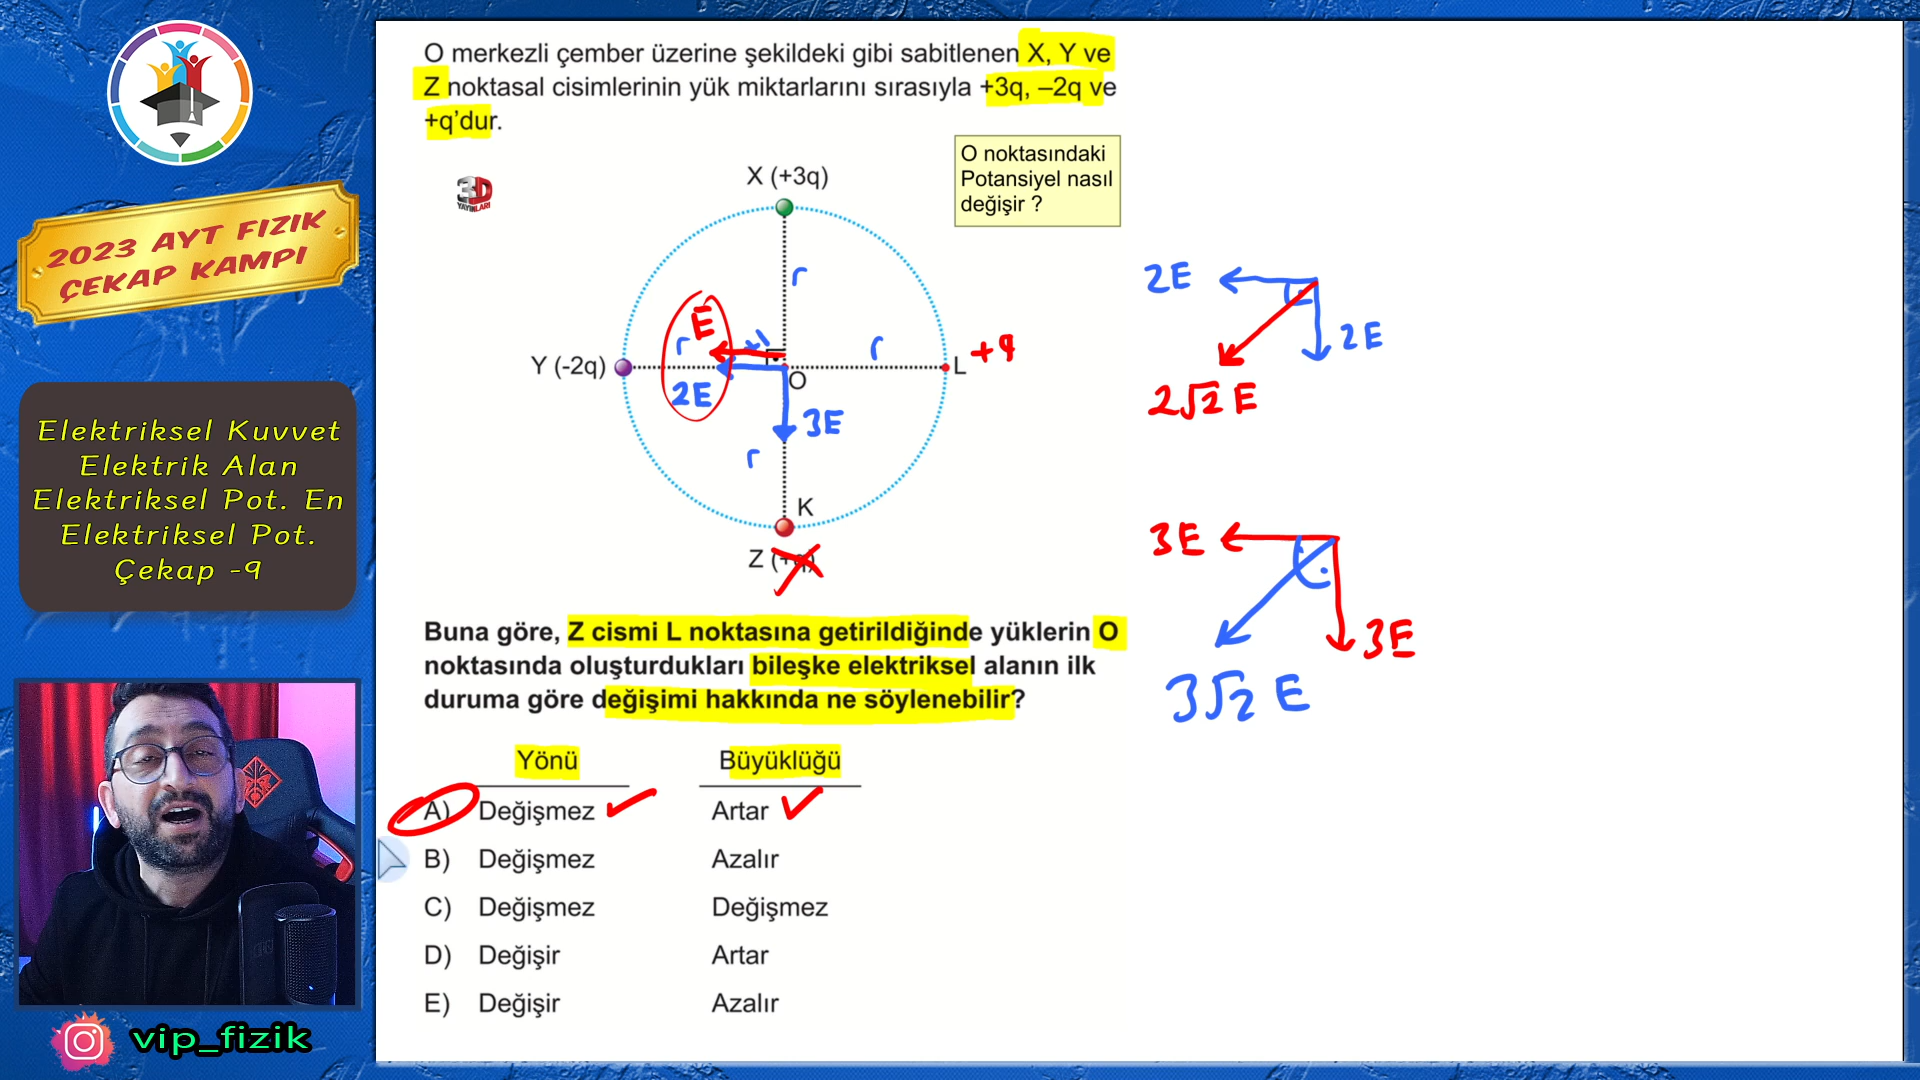 2023 AYT FIZIK
ÇEKAP KAMPI
Elektriksel Kuvvet
Elektrik Alan
Elektriksel Pot. En
Elektriksel Pot.
Çekap -9
vip_fizik
O merkezli çember üzerine şekildeki gibi sabitlenen X, Y ve
Z noktasal cisimlerinin yük miktarlarını sırasıyla +3q, –2q ve
+q'dur.
O noktasındaki
Potansiyel nasıl
değişir ?
3D
YAYINLARI
X (+3q)
r
E
r
r
Y (-2q)
2E
O
L
+q
3E
r
K
Z (+q)
2E
2E
2√2 E
3E
3E
3√2 E
Buna göre, Z cismi L noktasına getirildiğinde yüklerin O
noktasında oluşturdukları bileşke elektriksel alanın ilk
duruma göre değişimi hakkında ne söylenebilir?
Yönü Büyüklüğü
A) Değişmez Artar
B) Değişmez Azalır
C) Değişmez Değişmez
D) Değişir Artar
E) Değişir Azalır